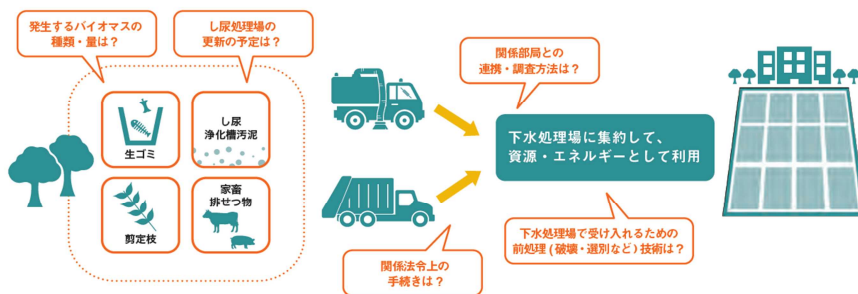 発生するバイオマスの
種類・量は？
し尿処理場の
更新の予定は？
生ゴミ
し尿
浄化槽汚泥
剪定枝
家畜
排せつ物
関係部局との
連携・調査方法は？
下水処理場に集約して、
資源・エネルギーとして利用
関係法令上の
手続きは？
下水処理場で受け入れるための
前処理(破壊・選別など)技術は？